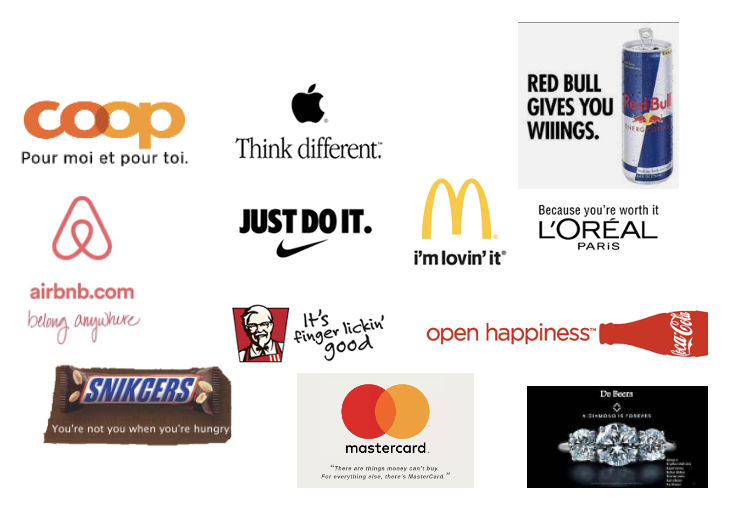 coop
Pour moi et pour toi.
Think different.™
RED BULL
GIVES YOU
WIIINGS.
Red Bull
airbnb.com
belong anywhere
JUST DO IT.
i'm lovin' it®
Because you're worth it
L'ORÉAL
PARIS
It's
finger lickin'
good
open happiness™
Coca-Cola
SNIKCERS
You're not you when you're hungry
mastercard.
"There are things money can't buy.
For everything else, there's MasterCard."
De Beers
A DIAMOND IS FOREVER